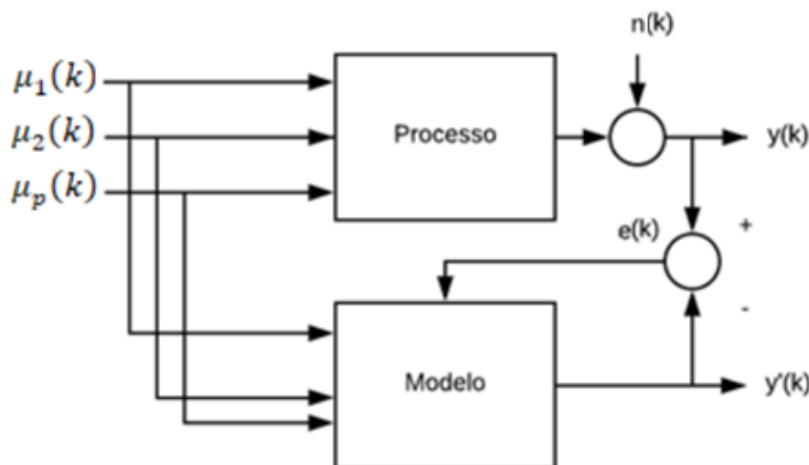 n(k)
μ₁(k)
μ₂(k)
Processo
y(k)
μₚ(k)
e(k)
+
-
Modelo
y'(k)